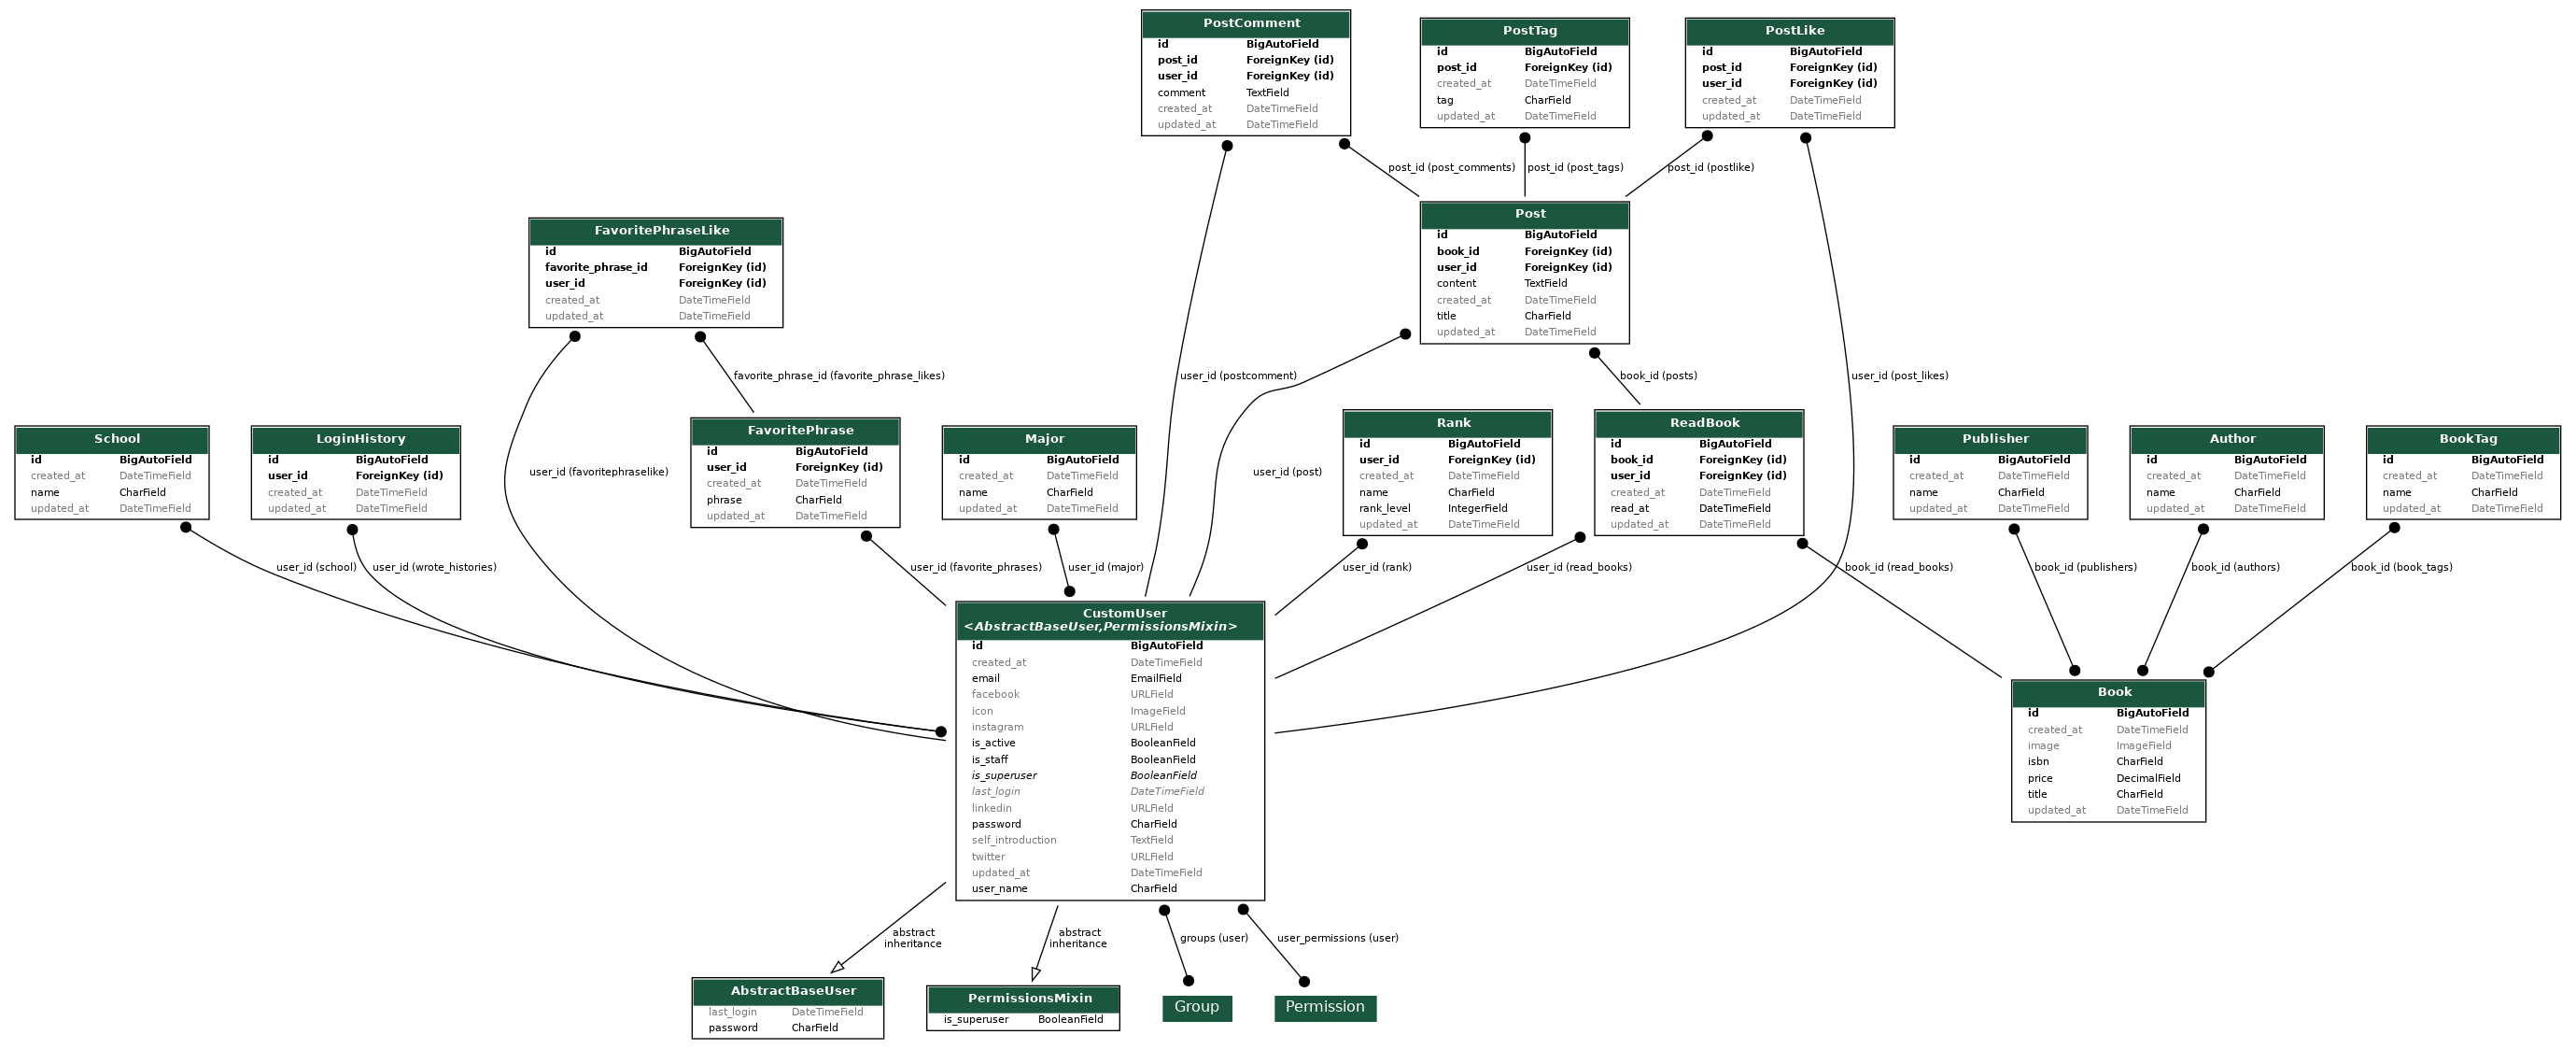 PostComment
id BigAutoField
post_id ForeignKey (id)
user_id ForeignKey (id)
comment TextField
created_at DateTimeField
updated_at DateTimeField
PostTag
id BigAutoField
post_id ForeignKey (id)
created_at DateTimeField
tag CharField
updated_at DateTimeField
PostLike
id BigAutoField
post_id ForeignKey (id)
user_id ForeignKey (id)
created_at DateTimeField
updated_at DateTimeField
post_id (post_comments)
post_id (post_tags)
post_id (postlike)
FavoritePhraseLike
id BigAutoField
favorite_phrase_id ForeignKey (id)
user_id ForeignKey (id)
created_at DateTimeField
updated_at DateTimeField
Post
id BigAutoField
book_id ForeignKey (id)
user_id ForeignKey (id)
content TextField
created_at DateTimeField
title CharField
updated_at DateTimeField
favorite_phrase_id (favorite_phrase_likes)
user_id (postcomment)
book_id (posts)
user_id (post_likes)
School
id BigAutoField
created_at DateTimeField
name CharField
updated_at DateTimeField
LoginHistory
id BigAutoField
user_id ForeignKey (id)
created_at DateTimeField
updated_at DateTimeField
user_id (favoritephraselike)
FavoritePhrase
id BigAutoField
user_id ForeignKey (id)
created_at DateTimeField
phrase CharField
updated_at DateTimeField
Major
id BigAutoField
created_at DateTimeField
name CharField
updated_at DateTimeField
user_id (post)
Rank
id BigAutoField
user_id ForeignKey (id)
created_at DateTimeField
name CharField
rank_level IntegerField
updated_at DateTimeField
ReadBook
id BigAutoField
book_id ForeignKey (id)
user_id ForeignKey (id)
created_at DateTimeField
read_at DateTimeField
updated_at DateTimeField
Publisher
id BigAutoField
created_at DateTimeField
name CharField
updated_at DateTimeField
Author
id BigAutoField
created_at DateTimeField
name CharField
updated_at DateTimeField
BookTag
id BigAutoField
created_at DateTimeField
name CharField
updated_at DateTimeField
user_id (school)
user_id (wrote_histories)
user_id (favorite_phrases)
user_id (major)
user_id (rank)
user_id (read_books)
book_id (read_books)
book_id (publishers)
book_id (authors)
book_id (book_tags)
CustomUser
<AbstractBaseUser,PermissionsMixin>
id BigAutoField
created_at DateTimeField
email EmailField
facebook URLField
icon ImageField
instagram URLField
is_active BooleanField
is_staff BooleanField
is_superuser BooleanField
last_login DateTimeField
linkedin URLField
password CharField
self_introduction TextField
twitter URLField
updated_at DateTimeField
user_name CharField
Book
id BigAutoField
created_at DateTimeField
image ImageField
isbn CharField
price DecimalField
title CharField
updated_at DateTimeField
abstract
inheritance
abstract
inheritance
groups (user)
user_permissions (user)
AbstractBaseUser
last_login DateTimeField
password CharField
PermissionsMixin
is_superuser BooleanField
Group
Permission